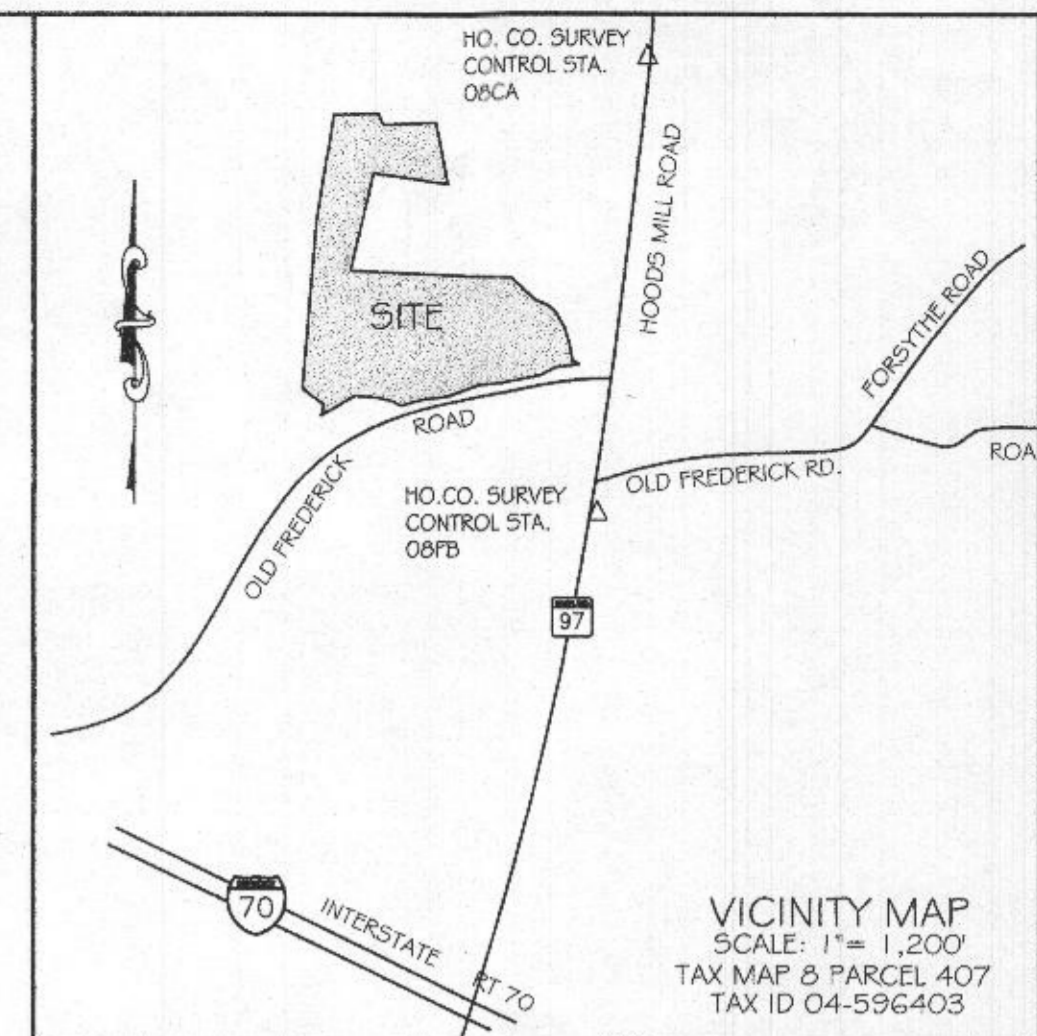 HO. CO. SURVEY
CONTROL STA.
08CA
HOODS MILL ROAD
SITE
FORSYTHE ROAD
ROAD
ROA
OLD FREDERICK RD.
OLD FREDERICK
HO.CO. SURVEY
CONTROL STA.
08FB
97
70
INTERSTATE
RT 70
VICINITY MAP
SCALE: 1"= 1,200'
TAX MAP 8 PARCEL 407
TAX ID 04-596403